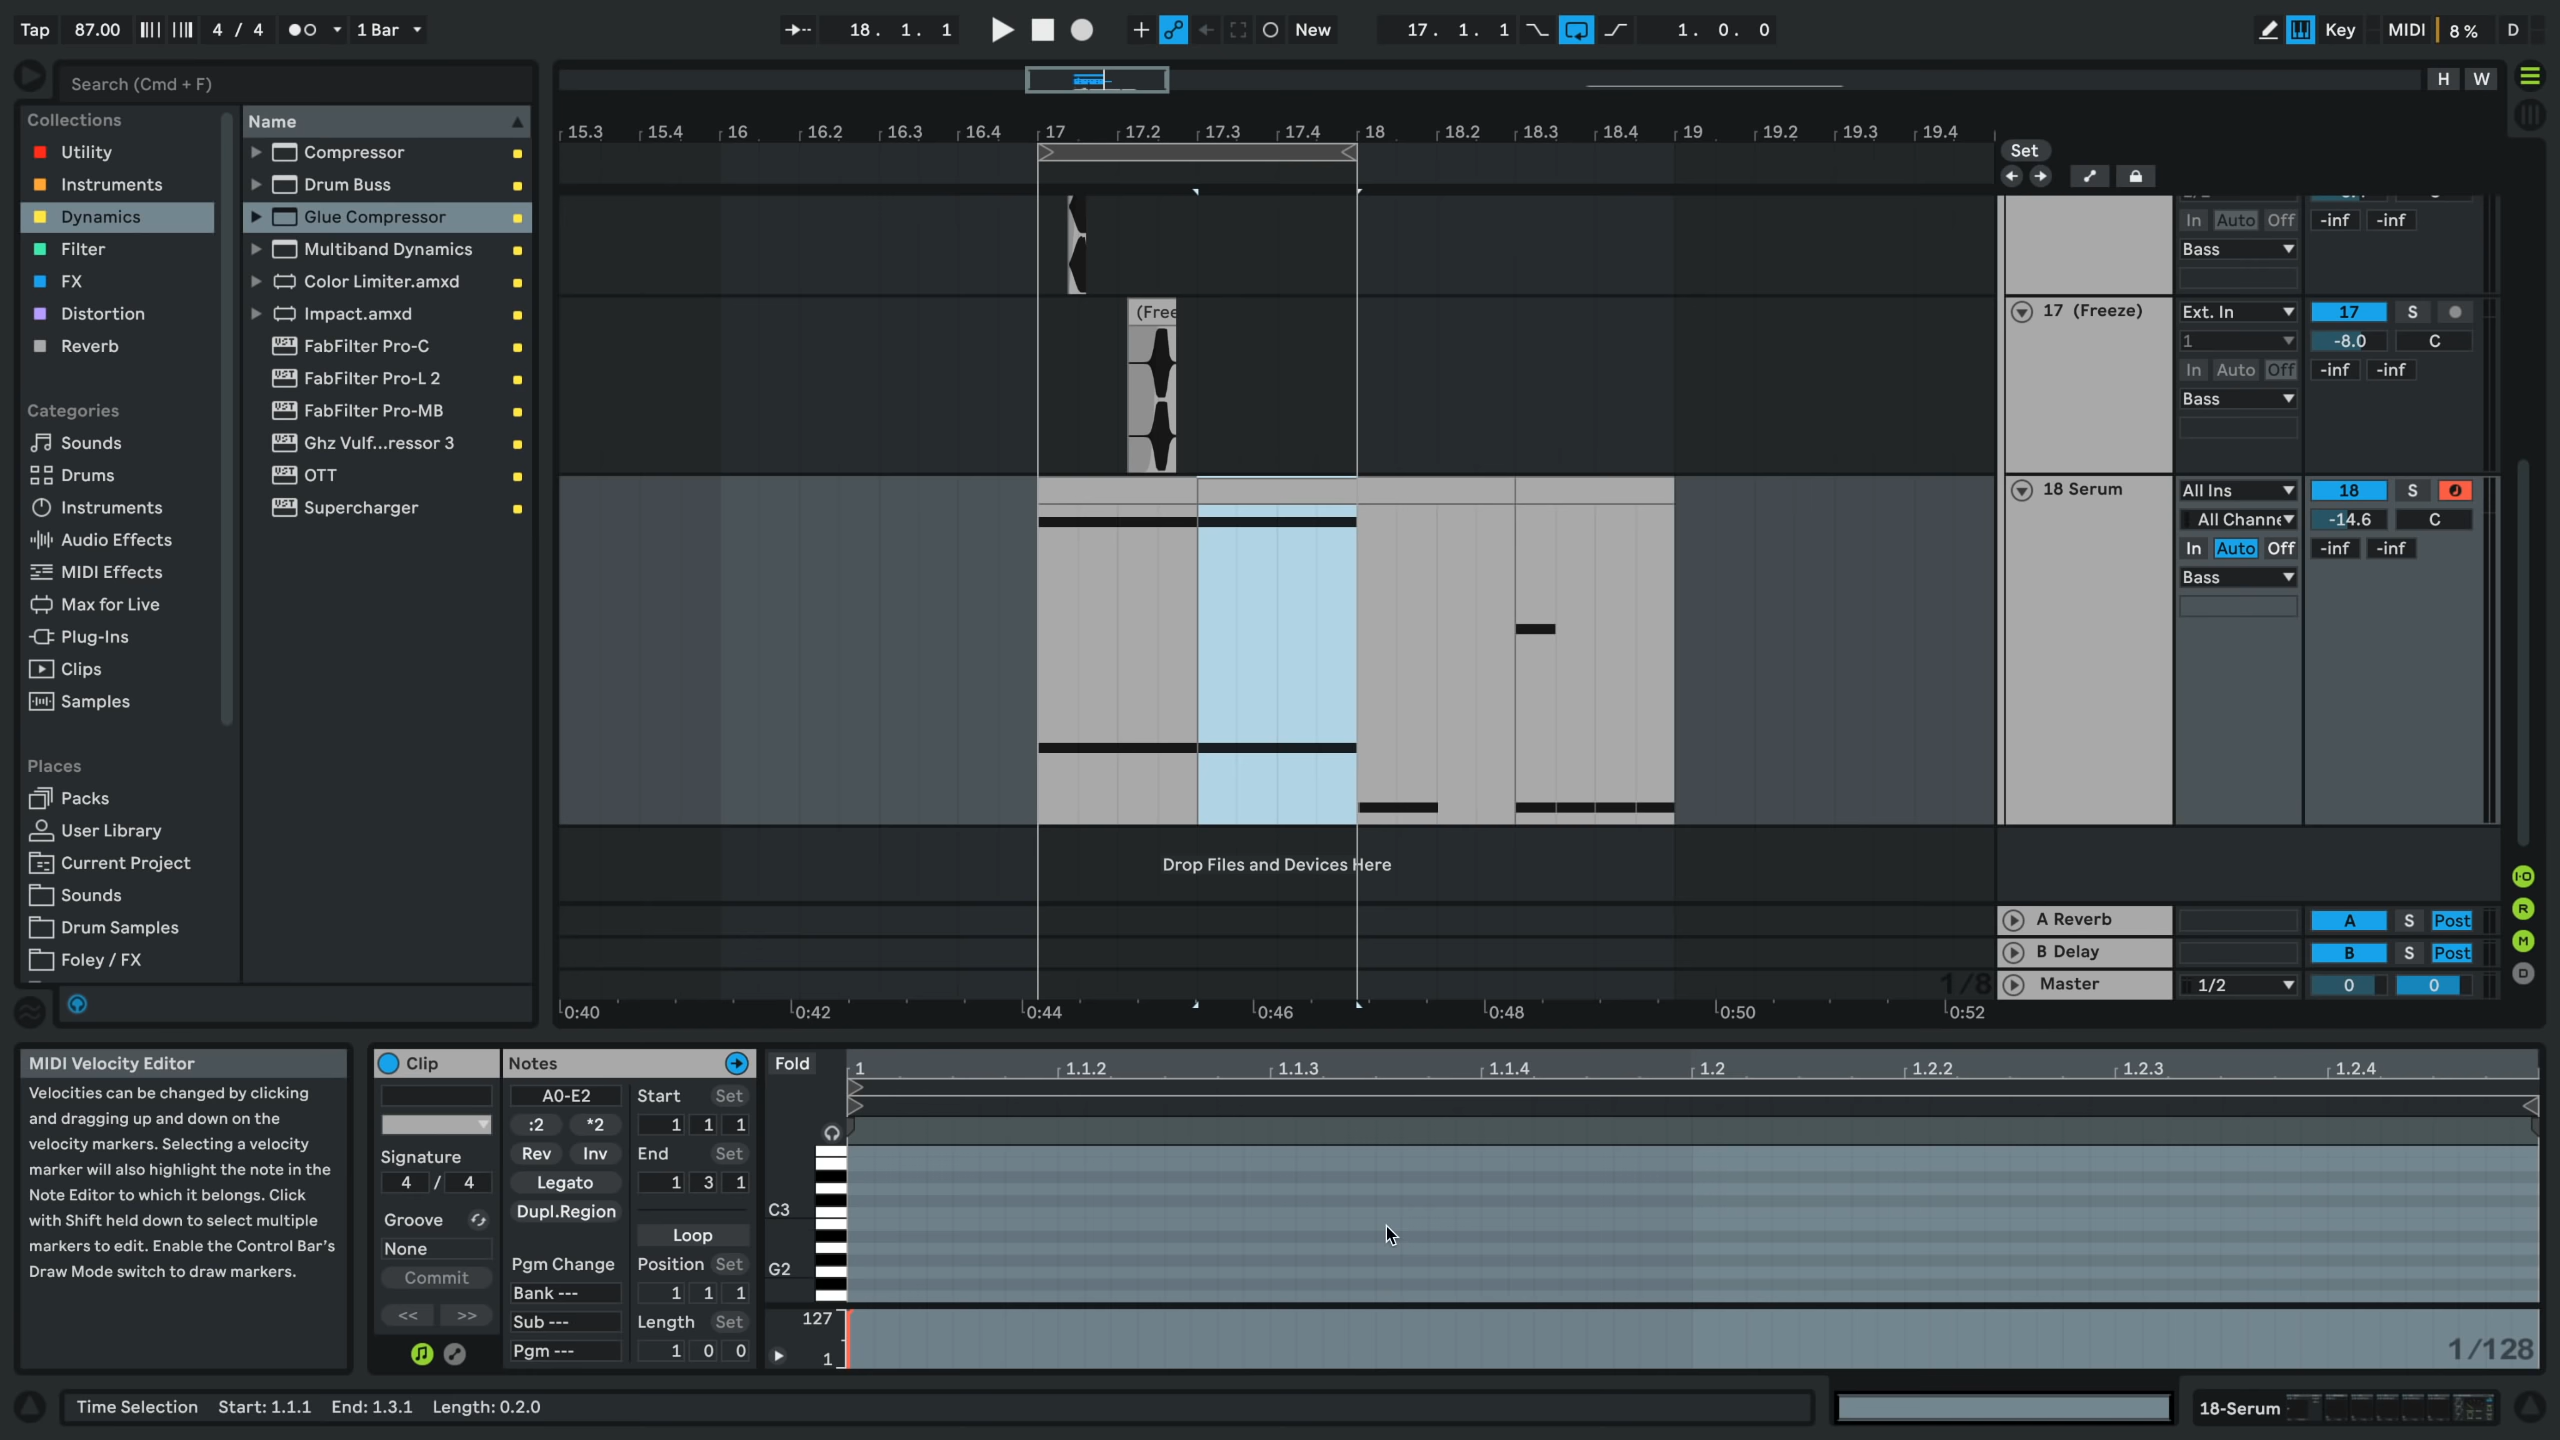 Tap 87.00 4 / 4 1 Bar 18. 1. 1 New 17. 1. 1 1. 0. 0 Key MIDI 8 % D
Search (Cmd + F)
H W
Collections
Utility
Instruments
Dynamics
Filter
FX
Distortion
Reverb
Categories
Sounds
Drums
Instruments
Audio Effects
MIDI Effects
Max for Live
Plug-Ins
Clips
Samples
Places
Packs
User Library
Current Project
Sounds
Drum Samples
Foley / FX
Name
Compressor
Drum Buss
Glue Compressor
Multiband Dynamics
Color Limiter.amxd
Impact.amxd
FabFilter Pro-C
FabFilter Pro-L 2
FabFilter Pro-MB
Ghz Vulf...ressor 3
OTT
Supercharger
15.3 15.4 16 16.2 16.3 16.4 17 17.2 17.3 17.4 18 18.2 18.3 18.4 19 19.2 19.3 19.4
Set
In Auto Off -inf -inf
Bass
(Free
17 (Freeze) Ext. In 17 S
1 -8.0 C
In Auto Off -inf -inf
Bass
18 Serum All Ins 18 S
All Channe -14.6 C
In Auto Off -inf -inf
Bass
Drop Files and Devices Here
A Reverb A S Post
B Delay B S Post
1/8 Master 1/2 0 0
I·O
R
M
D
0:40 0:42 0:44 0:46 0:48 0:50 0:52
MIDI Velocity Editor
Velocities can be changed by clicking
and dragging up and down on the
velocity markers. Selecting a velocity
marker will also highlight the note in the
Note Editor to which it belongs. Click
with Shift held down to select multiple
markers to edit. Enable the Control Bar's
Draw Mode switch to draw markers.
Clip
Signature
4 / 4
Groove
None
Commit
<< >>
Notes
A0-E2
:2 *2
Rev Inv
Legato
Dupl.Region
Pgm Change
Bank ---
Sub ---
Pgm ---
Start Set
1 1 1
End Set
1 3 1
Loop
Position Set
1 1 1
Length Set
1 0 0
Fold 1 1.1.2 1.1.3 1.1.4 1.2 1.2.2 1.2.3 1.2.4
C3
G2
127
1
1/128
Time Selection Start: 1.1.1 End: 1.3.1 Length: 0.2.0
18-Serum